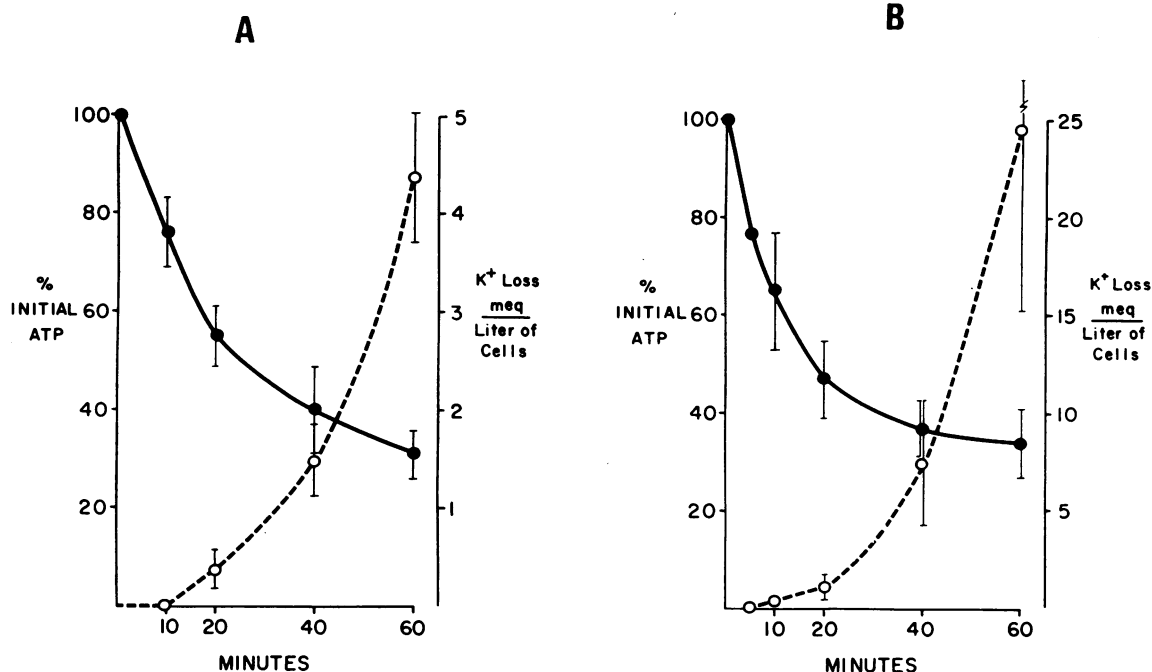 A
B
100
80
60
40
20
%
INITIAL
ATP
5
4
3
2
1
K+ Loss
meq
Liter of
Cells
10 20 40 60
MINUTES
100
80
60
40
20
%
INITIAL
ATP
25
20
15
10
5
K+ Loss
meq
Liter of
Cells
10 20 40 60
MINUTES